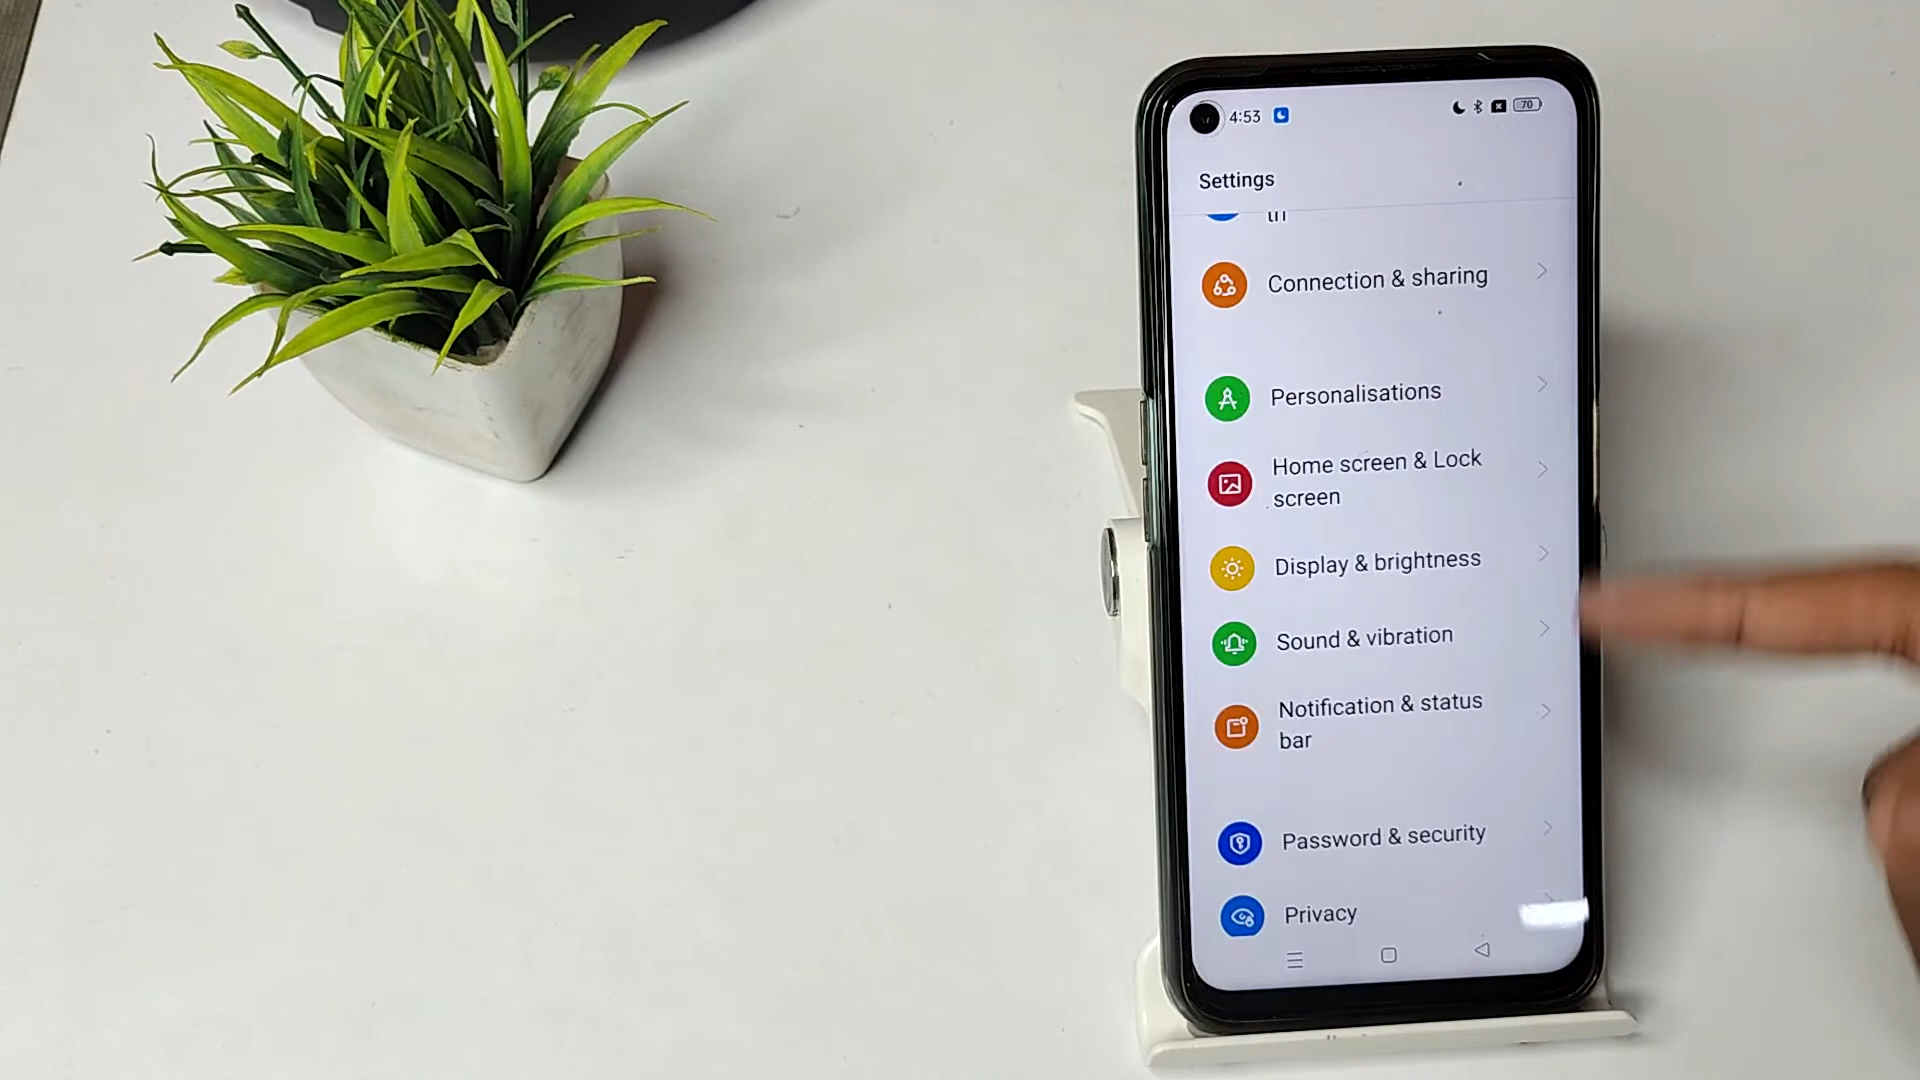 4:53
70
Settings
Connection & sharing
Personalisations
Home screen & Lock
screen
Display & brightness
Sound & vibration
Notification & status
bar
Password & security
Privacy